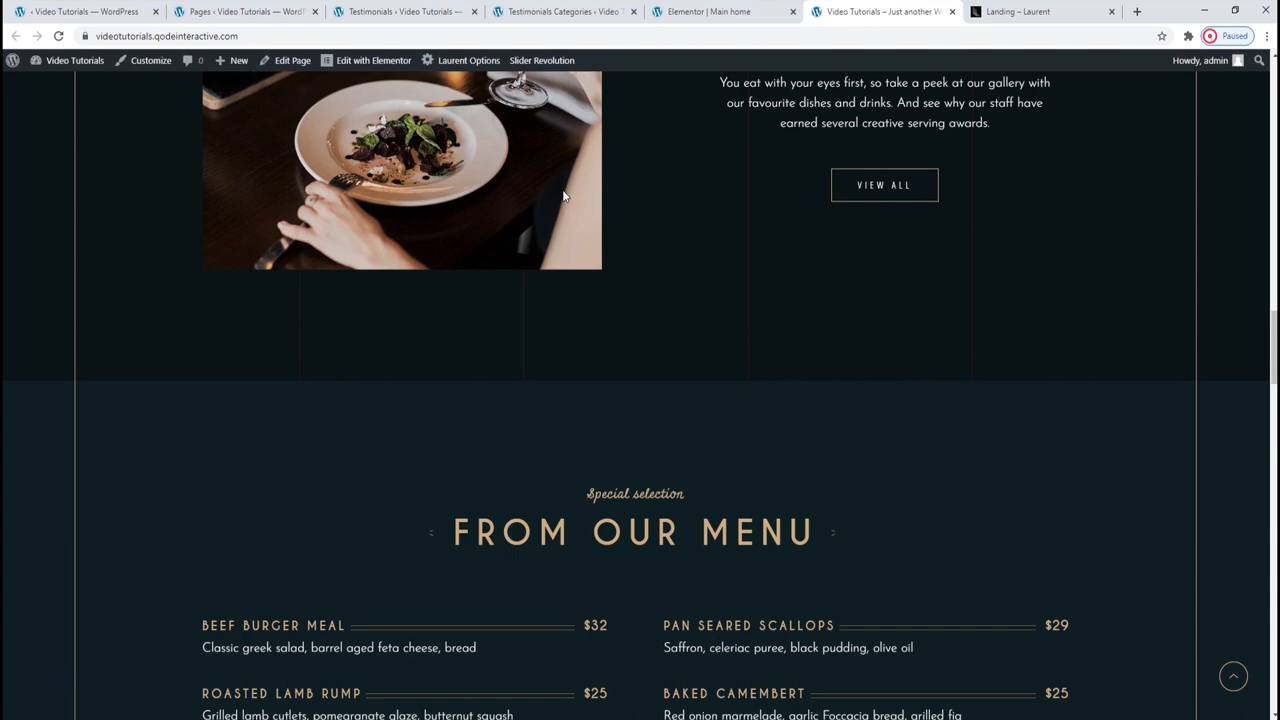 ‹ Video Tutorials — WordPress
Pages ‹ Video Tutorials — Word
Testimonials ‹ Video Tutorials —
Testimonials Categories ‹ Video T
Elementor | Main home
Video Tutorials – Just another W
Landing – Laurent
videotutorials.qodeinteractive.com
Paused
Video Tutorials
Customize
0
New
Edit Page
Edit with Elementor
Laurent Options
Slider Revolution
Howdy, admin
You eat with your eyes first, so take a peek at our gallery with
our favourite dishes and drinks. And see why our staff have
earned several creative serving awards.
VIEW ALL
Special selection
FROM OUR MENU
BEEF BURGER MEAL $32
Classic greek salad, barrel aged feta cheese, bread
PAN SEARED SCALLOPS $29
Saffron, celeriac puree, black pudding, olive oil
ROASTED LAMB RUMP $25
Grilled lamb cutlets, pomegranate glaze, butternut squash
BAKED CAMEMBERT $25
Red onion marmelade, garlic Foccacia bread, grilled fig